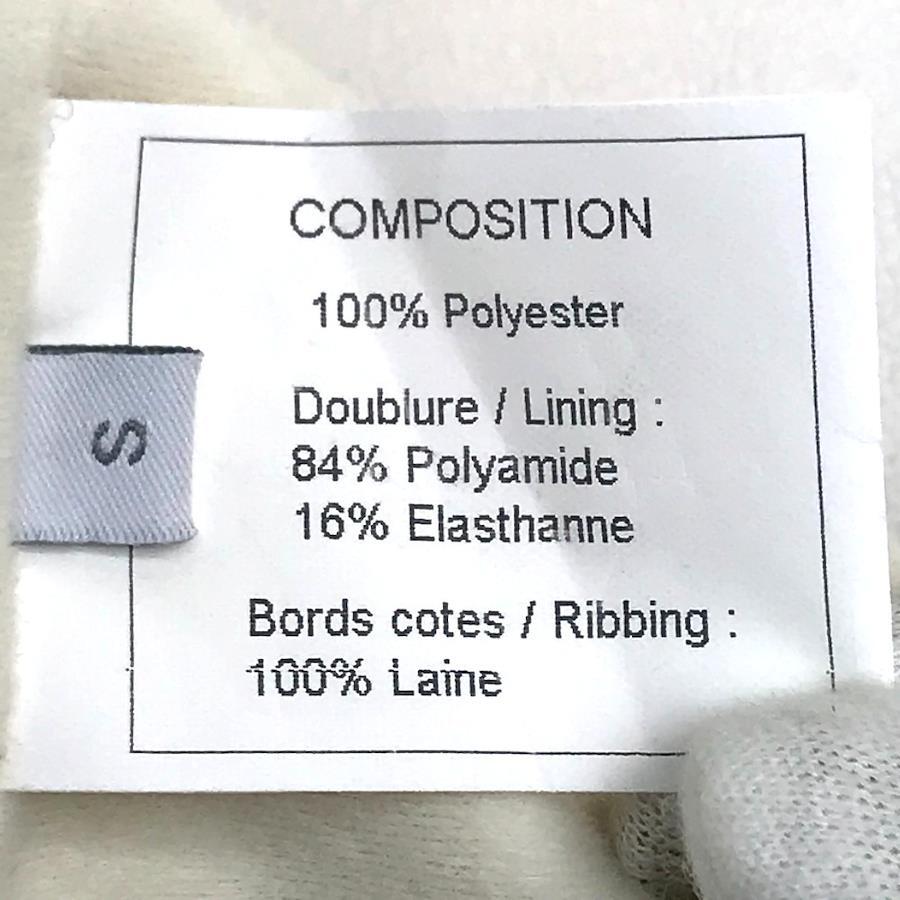 COMPOSITION
100% Polyester
S
Doublure / Lining :
84% Polyamide
16% Elasthanne
Bords cotes / Ribbing :
100% Laine